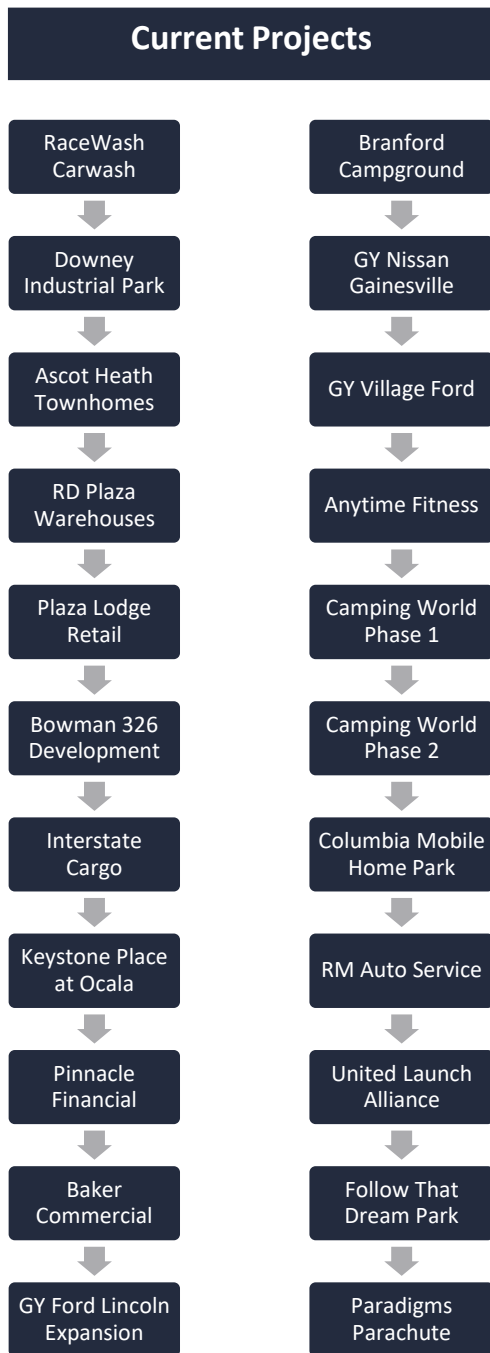 Current Projects
RaceWash
Carwash
Downey
Industrial Park
Ascot Heath
Townhomes
RD Plaza
Warehouses
Plaza Lodge
Retail
Bowman 326
Development
Interstate
Cargo
Keystone Place
at Ocala
Pinnacle
Financial
Baker
Commercial
GY Ford Lincoln
Expansion
Branford
Campground
GY Nissan
Gainesville
GY Village Ford
Anytime Fitness
Camping World
Phase 1
Camping World
Phase 2
Columbia Mobile
Home Park
RM Auto Service
United Launch
Alliance
Follow That
Dream Park
Paradigms
Parachute